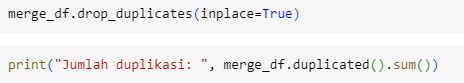 merge_df.drop_duplicates(inplace=True)
print("Jumlah duplikasi: ", merge_df.duplicated().sum())